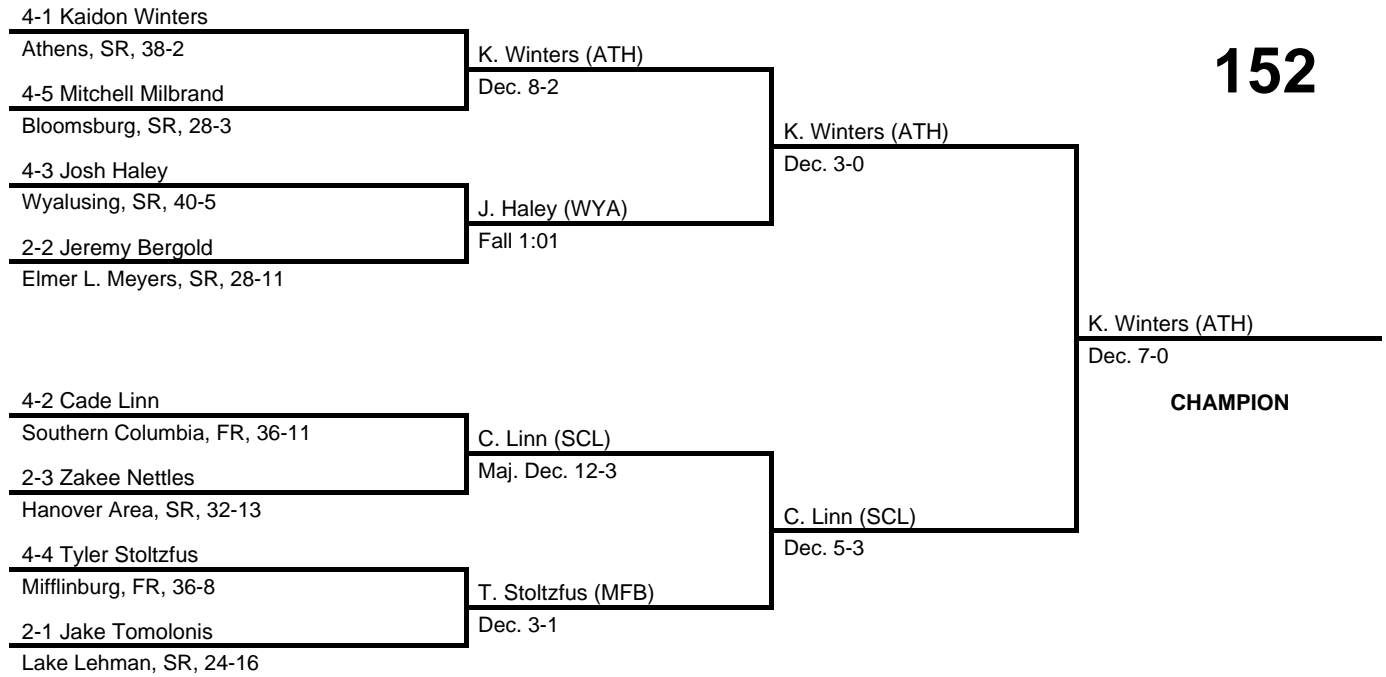 4-1 Kaidon Winters
Athens, SR, 38-2
4-5 Mitchell Milbrand
Bloomsburg, SR, 28-3
4-3 Josh Haley
Wyalusing, SR, 40-5
2-2 Jeremy Bergold
Elmer L. Meyers, SR, 28-11
4-2 Cade Linn
Southern Columbia, FR, 36-11
2-3 Zakee Nettles
Hanover Area, SR, 32-13
4-4 Tyler Stoltzfus
Mifflinburg, FR, 36-8
2-1 Jake Tomolonis
Lake Lehman, SR, 24-16
K. Winters (ATH)
Dec. 8-2
J. Haley (WYA)
Fall 1:01
C. Linn (SCL)
Maj. Dec. 12-3
T. Stoltzfus (MFB)
Dec. 3-1
K. Winters (ATH)
Dec. 3-0
C. Linn (SCL)
Dec. 5-3
152
K. Winters (ATH)
Dec. 7-0
CHAMPION